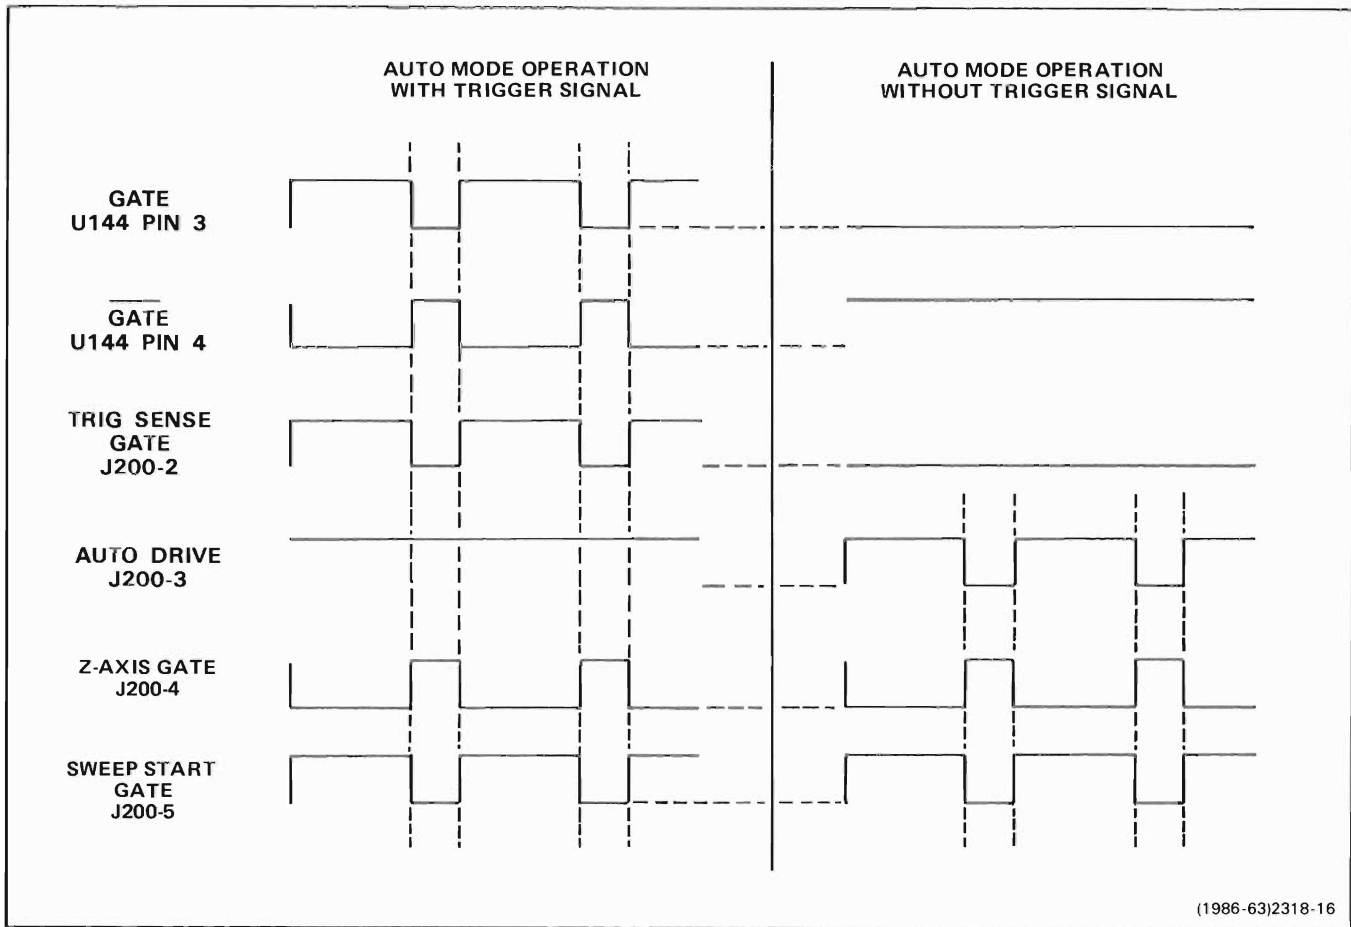 AUTO MODE OPERATION
WITH TRIGGER SIGNAL
AUTO MODE OPERATION
WITHOUT TRIGGER SIGNAL
GATE
U144 PIN 3
GATE
U144 PIN 4
TRIG SENSE
GATE
J200-2
AUTO DRIVE
J200-3
Z-AXIS GATE
J200-4
SWEEP START
GATE
J200-5
(1986-63)2318-16